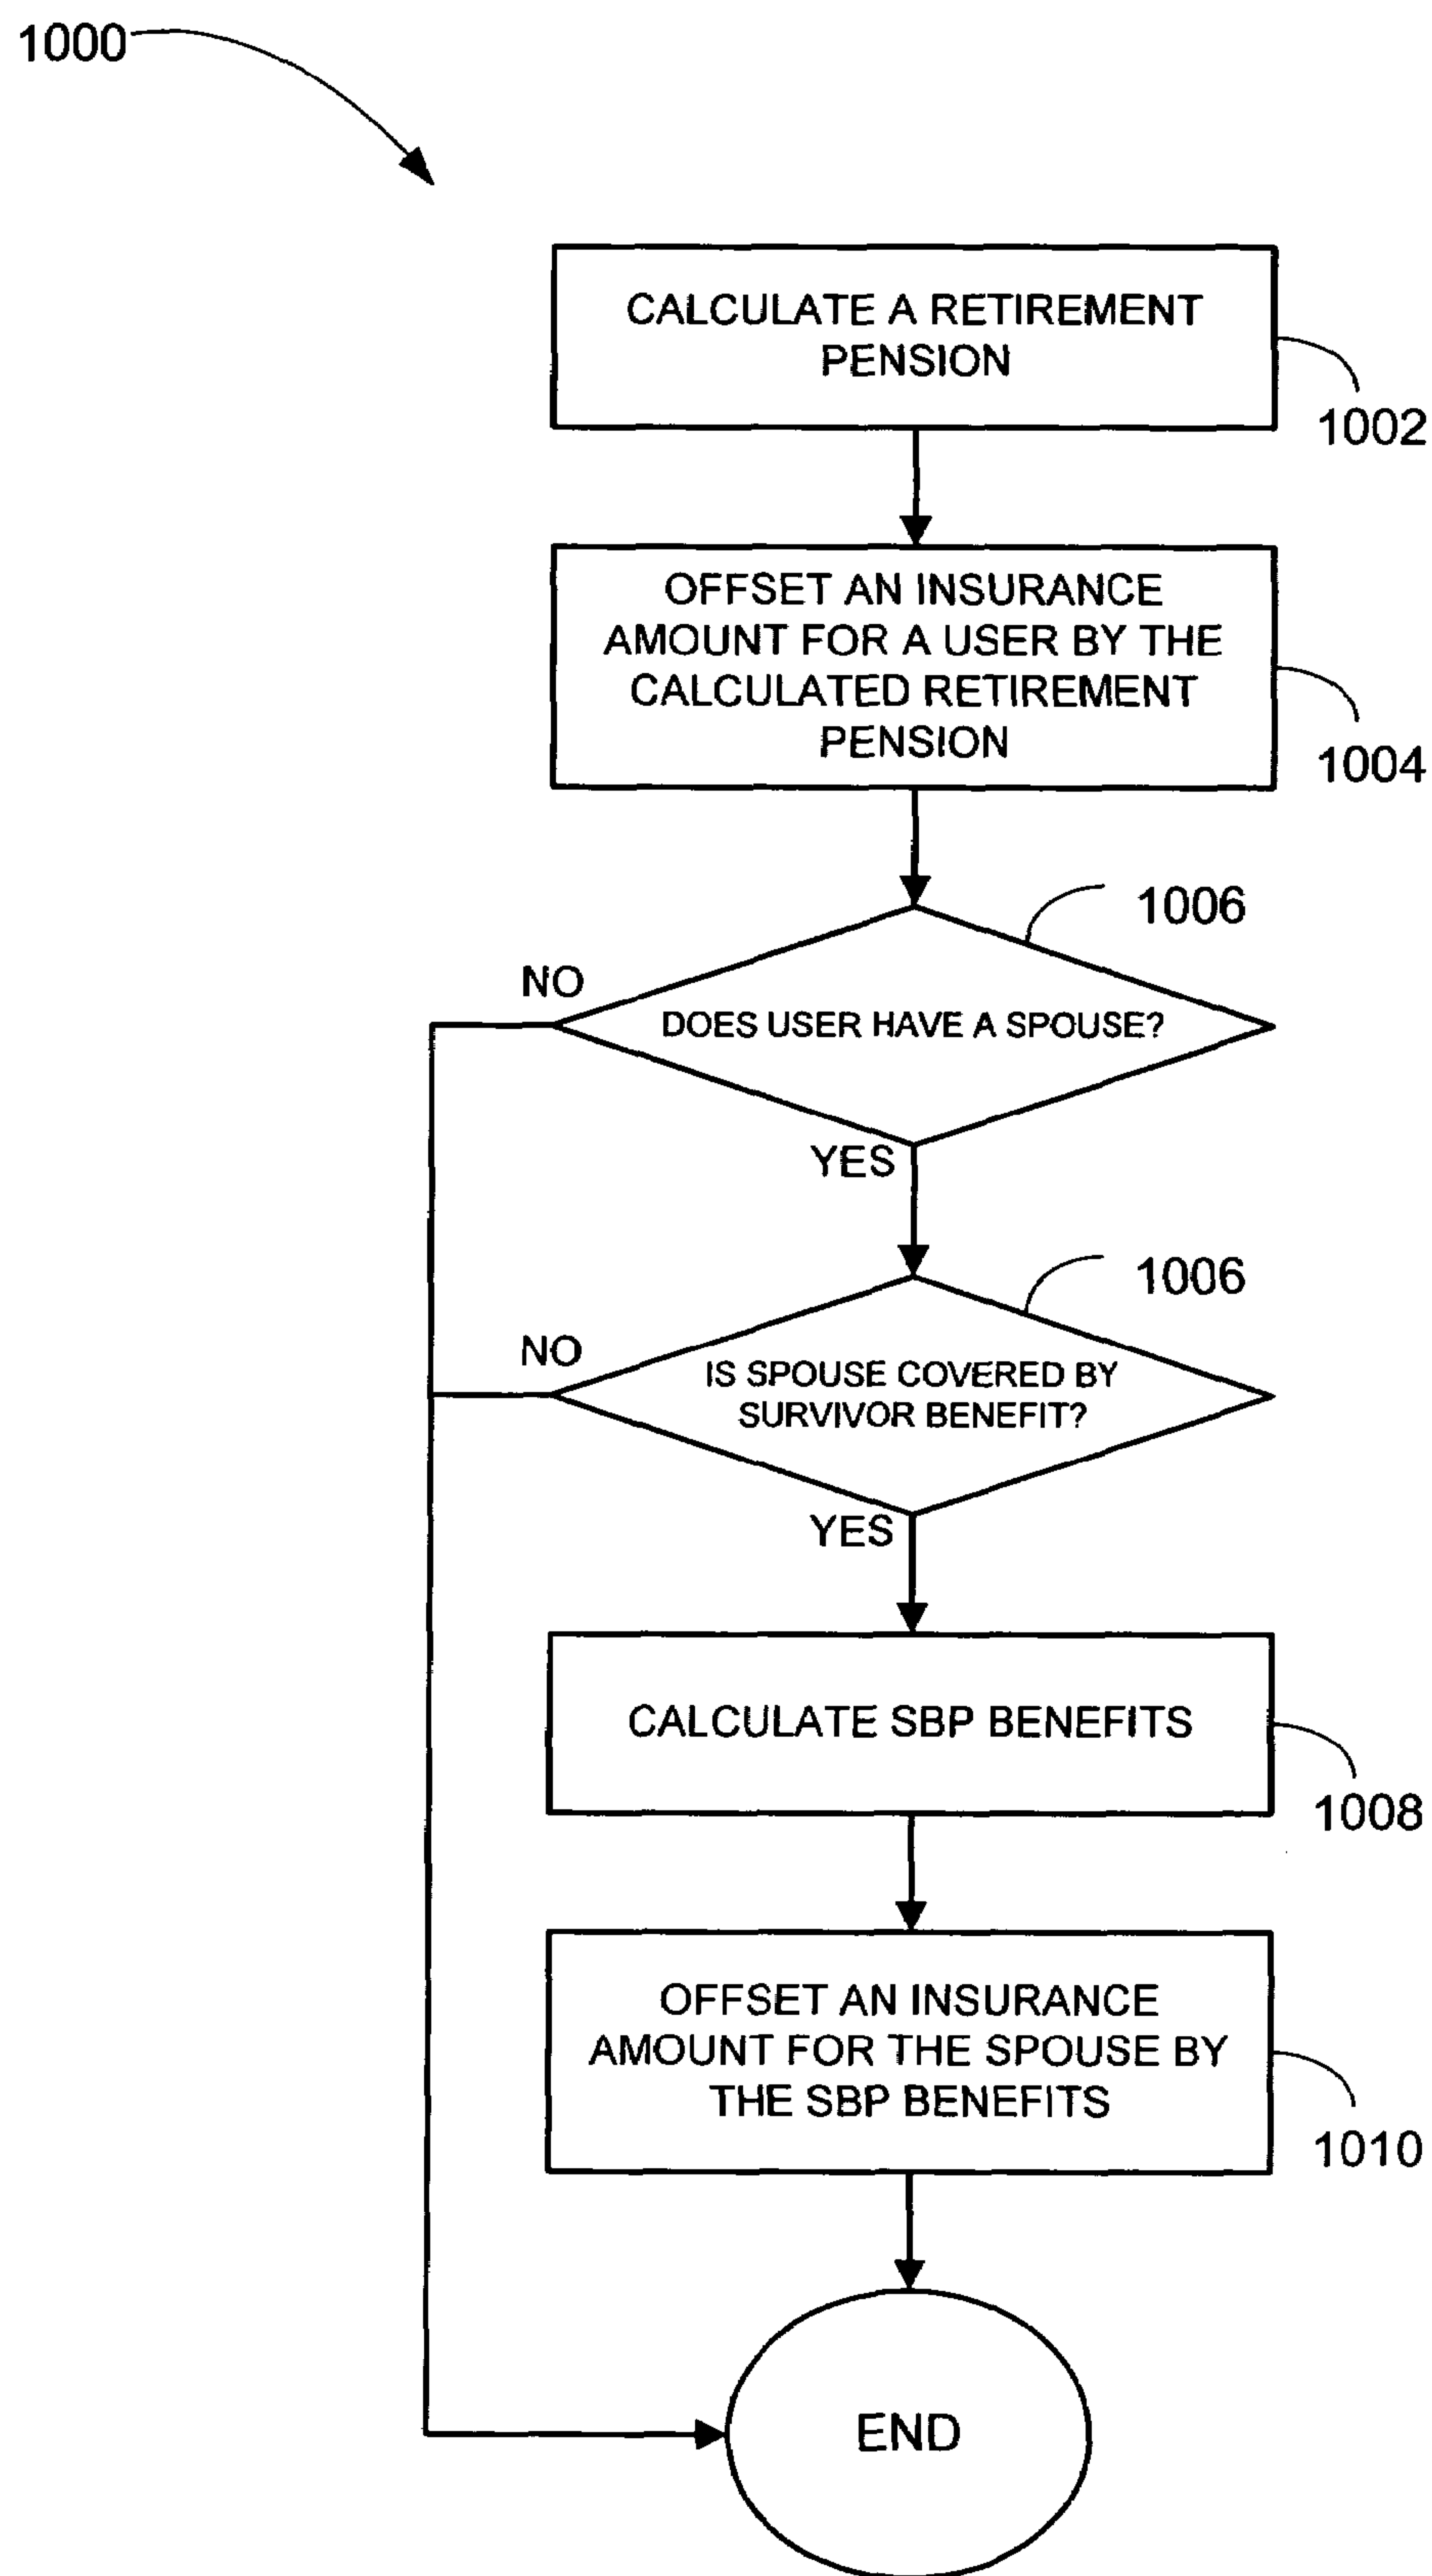 1000
CALCULATE A RETIREMENT
PENSION
1002
OFFSET AN INSURANCE
AMOUNT FOR A USER BY THE
CALCULATED RETIREMENT
PENSION
1004
1006
NO
DOES USER HAVE A SPOUSE?
YES
1006
NO
IS SPOUSE COVERED BY
SURVIVOR BENEFIT?
YES
CALCULATE SBP BENEFITS
1008
OFFSET AN INSURANCE
AMOUNT FOR THE SPOUSE BY
THE SBP BENEFITS
1010
END